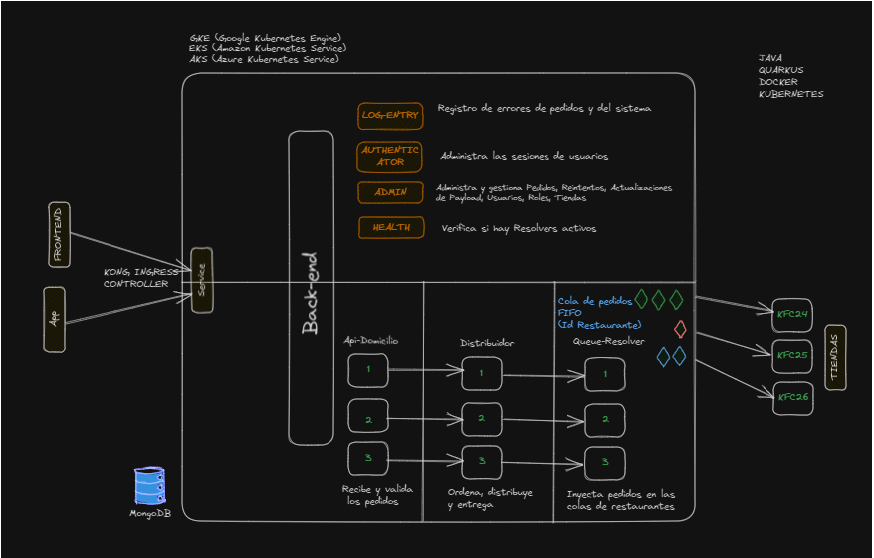 GKE (Google Kubernetes Engine)
EKS (Amazon Kubernetes Service)
AKS (Azure Kubernetes Service)
JAVA
QUARKUS
DOCKER
KUBERNETES
LOG-ENTRY
Registro de errores de pedidos y del sistema
AUTHENTIC
ATOR
Administra las sesiones de usuarios
ADMIN
Administra y gestiona Pedidos, Reintentos, Actualizaciones
de Payload, Usuarios, Roles, Tiendas
HEALTH
Verifica si hay Resolvers activos
FRONTEND
App
KONG INGRESS
CONTROLLER
Service
Back-end
Cola de pedidos
FIFO
(Id Restaurante)
Api-Domicilio
Distribuidor
Queue-Resolver
1
1
1
2
2
2
3
3
3
Recibe y valida
los pedidos
Ordena, distribuye
y entrega
Inyecta pedidos en las
colas de restaurantes
KFC24
KFC25
KFC26
TIENDAS
MongoDB